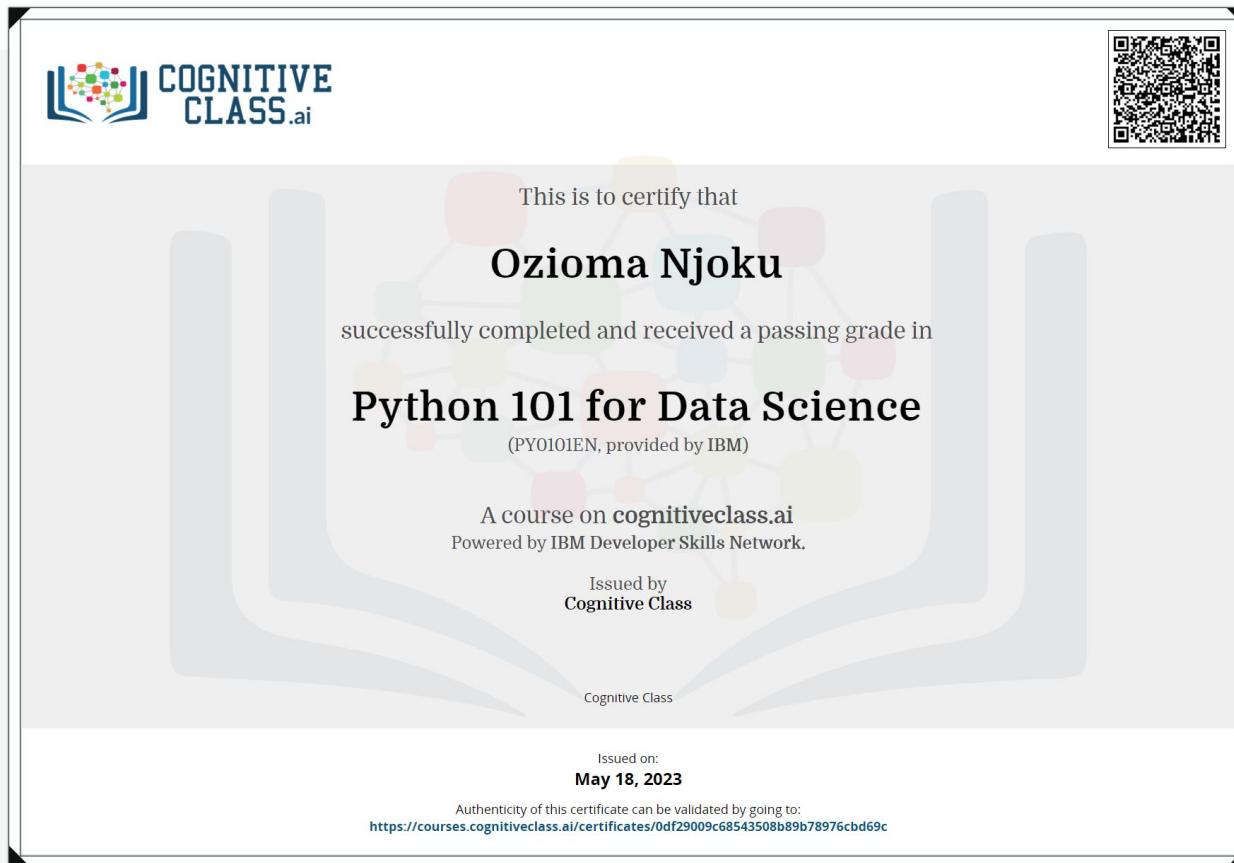 COGNITIVE
CLASS.ai
This is to certify that
Ozioma Njoku
successfully completed and received a passing grade in
Python 101 for Data Science
(PY0101EN, provided by IBM)
A course on cognitiveclass.ai
Powered by IBM Developer Skills Network.
Issued by
Cognitive Class
Cognitive Class
Issued on:
May 18, 2023
Authenticity of this certificate can be validated by going to:
https://courses.cognitiveclass.ai/certificates/0df29009c68543508b89b78976cbd69c